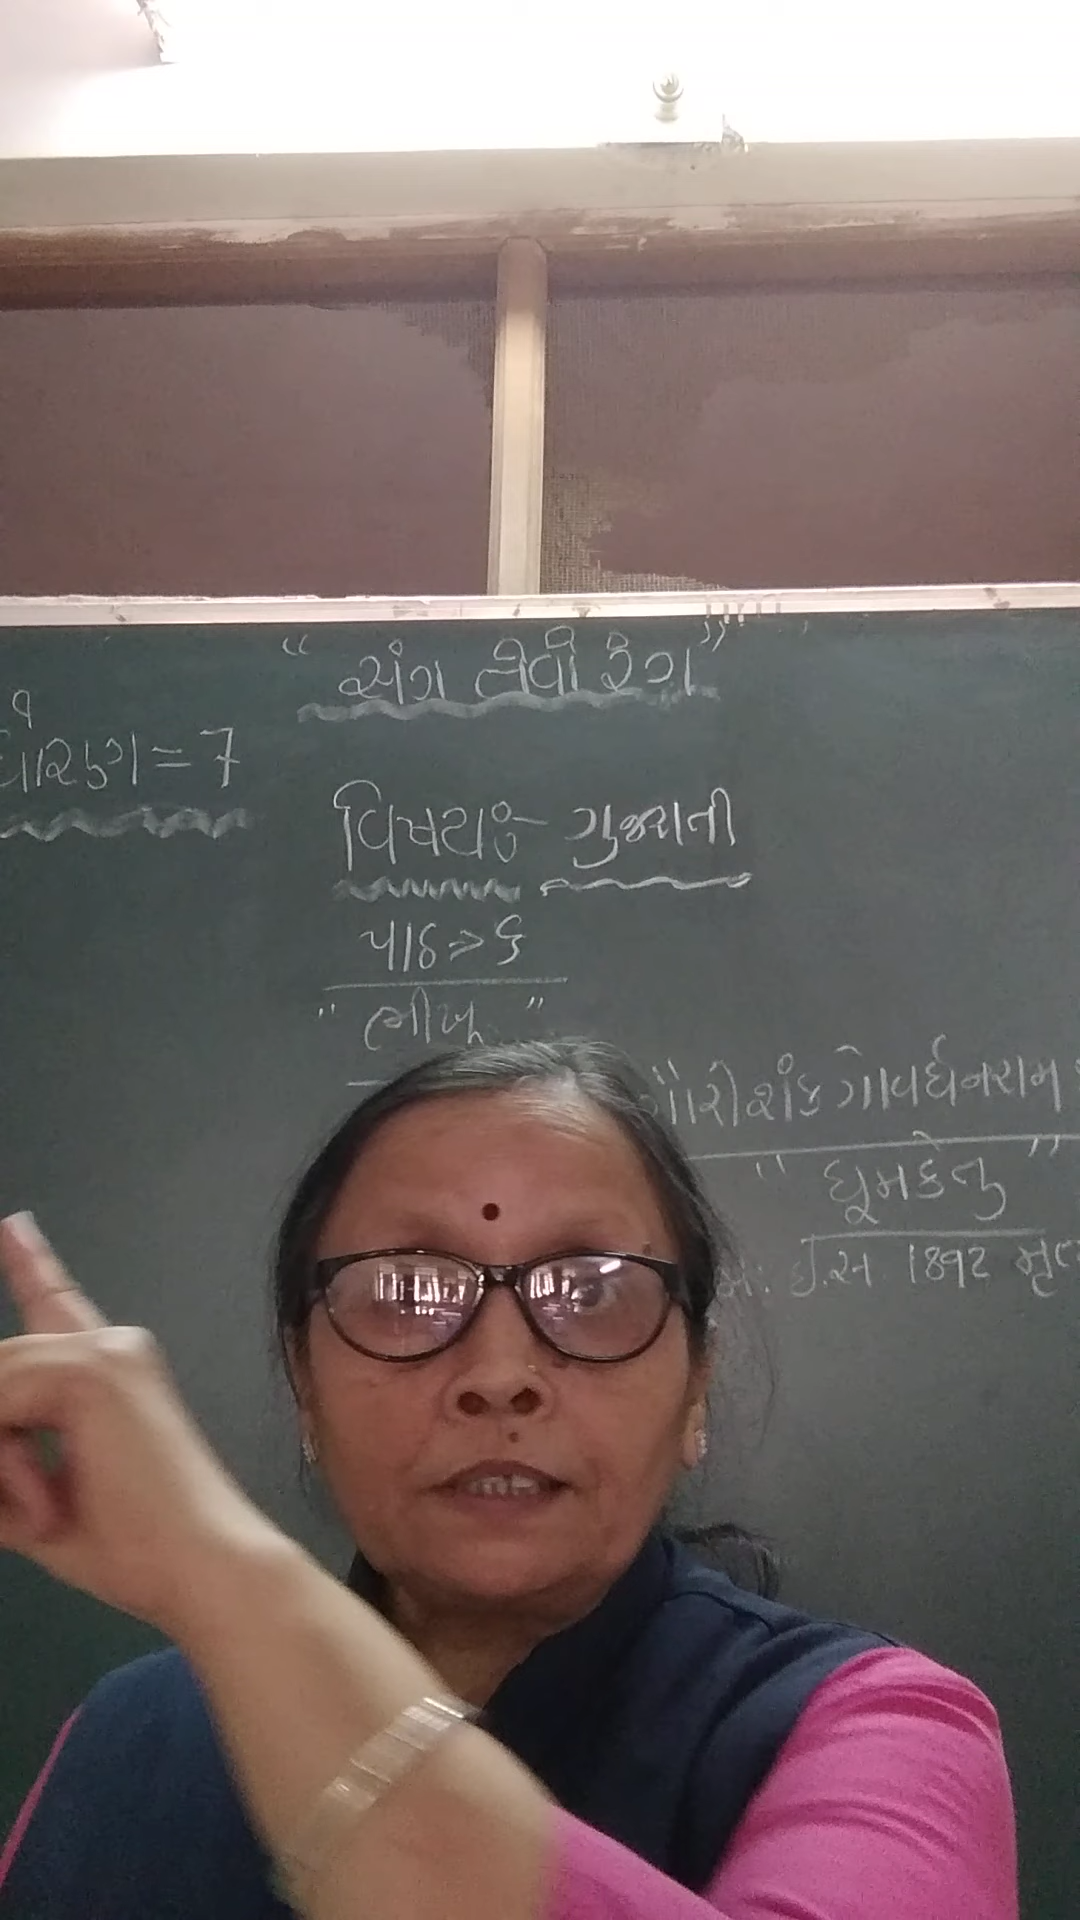 “ સંગ તેવો રંગ ”
ધોરણ = 7
વિષયઃ- ગુજરાતી
પાઠ → ૬
" ભીખુ "
ગૌરીશંકર ગોવર્ધનરામ
" ધૂમકેતુ "
ઈ.સ 1892